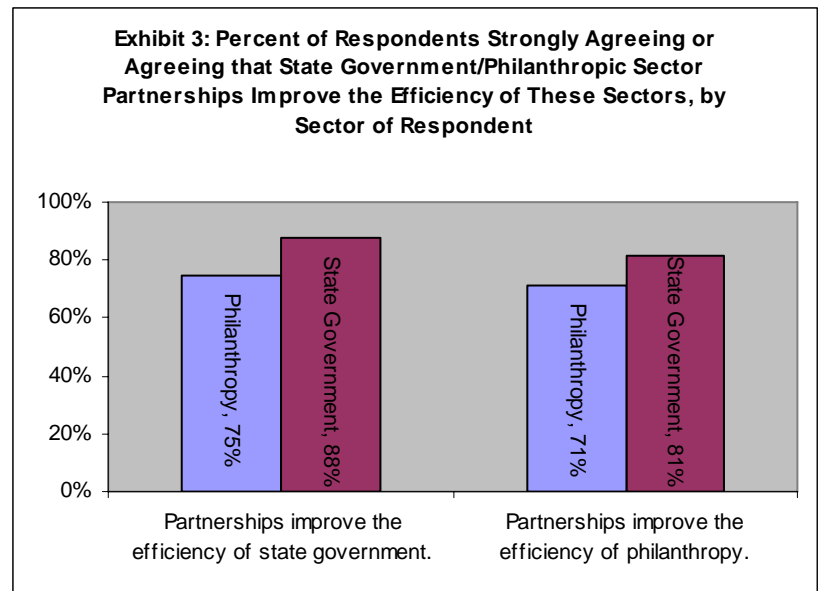 Exhibit 3: Percent of Respondents Strongly Agreeing or
Agreeing that State Government/Philanthropic Sector
Partnerships Improve the Efficiency of These Sectors, by
Sector of Respondent
100%
80%
60%
40%
20%
0%
Philanthropy, 75%
State Government, 88%
Philanthropy, 71%
State Government, 81%
Partnerships improve the
efficiency of state government.
Partnerships improve the
efficiency of philanthropy.